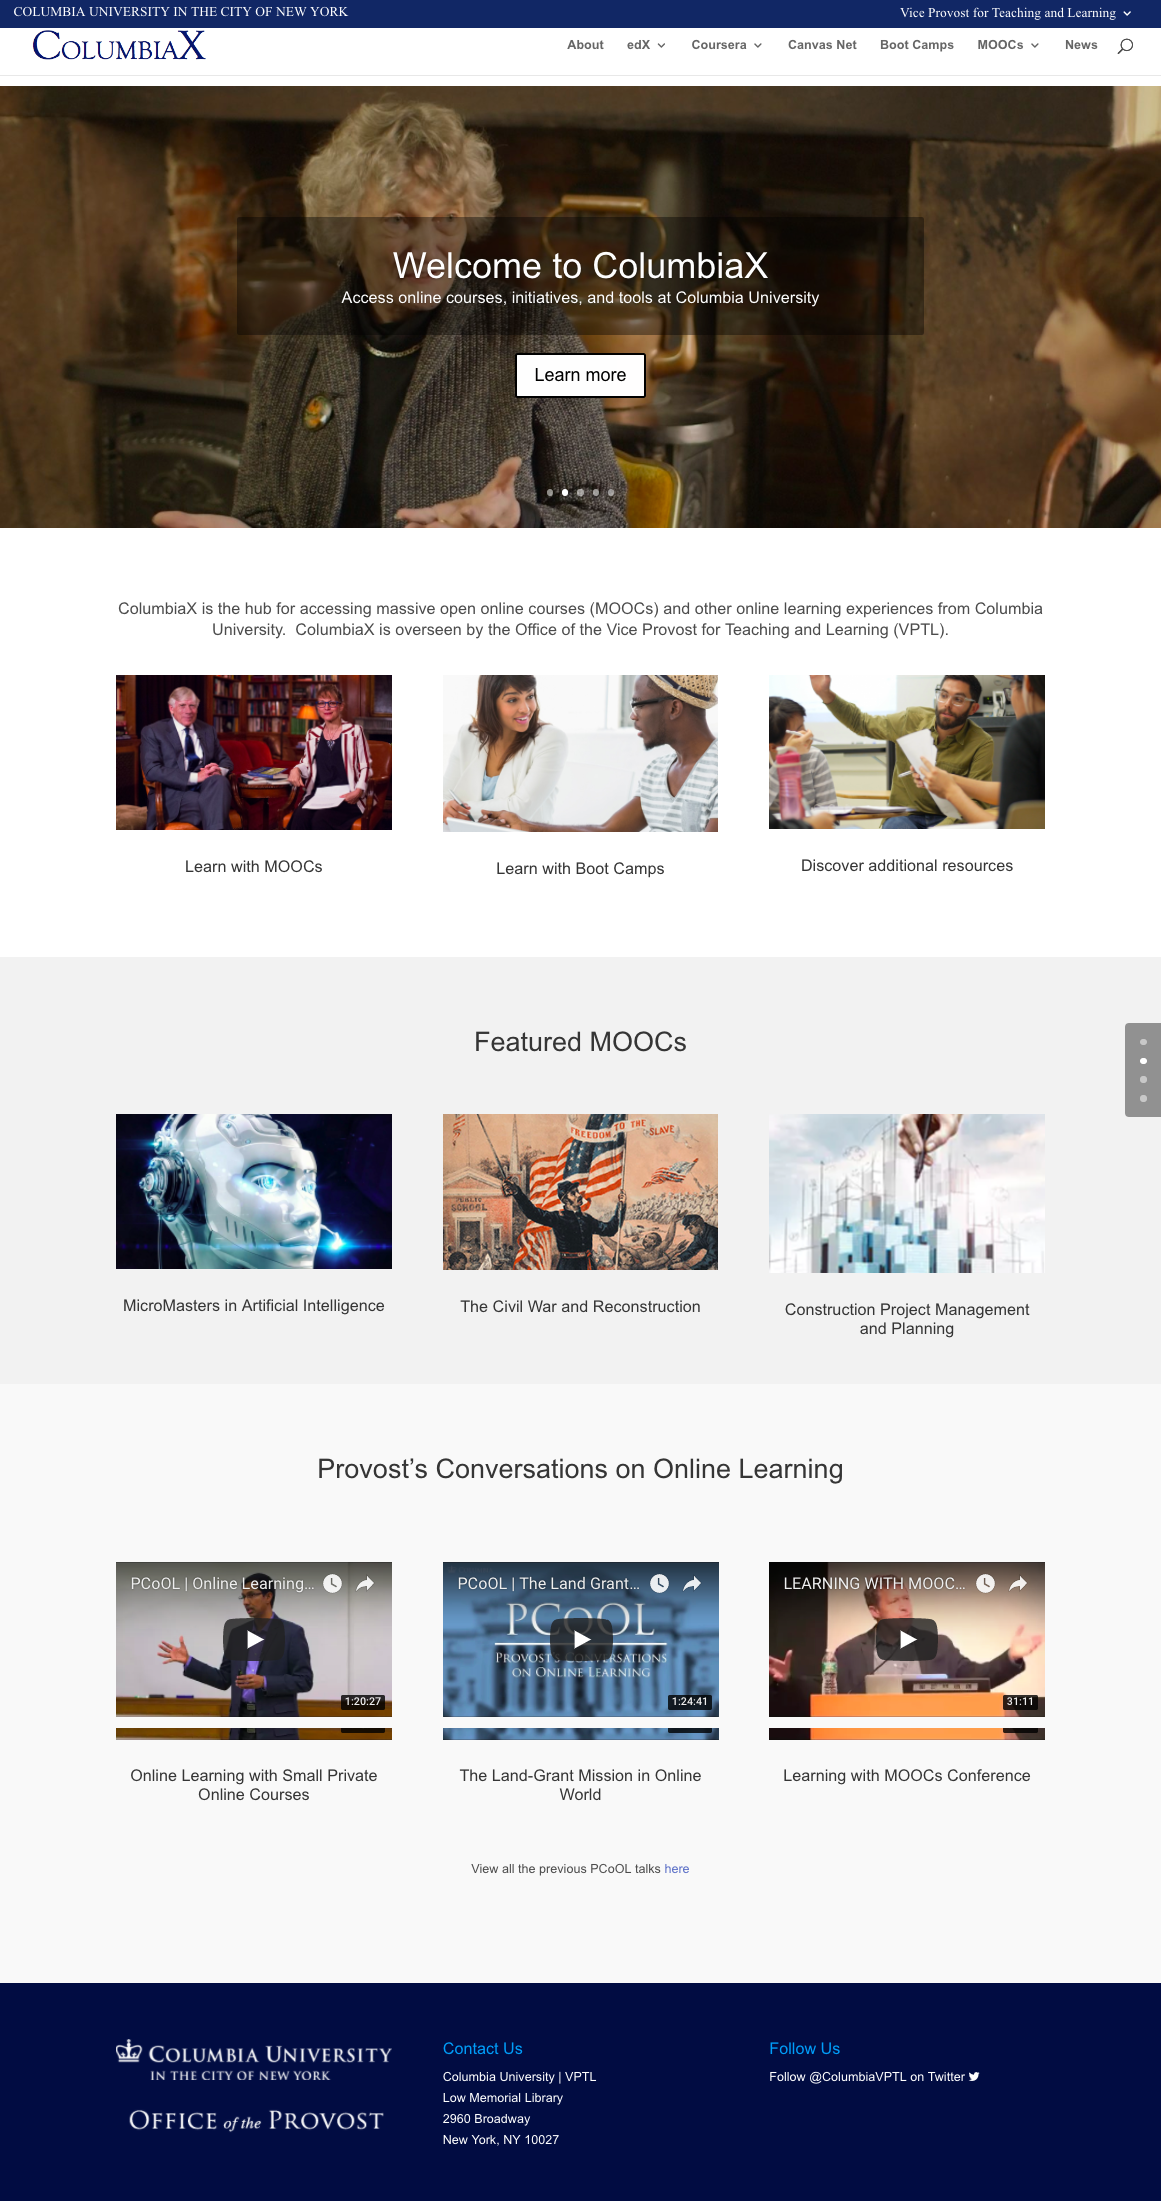 COLUMBIA UNIVERSITY IN THE CITY OF NEW YORK
Vice Provost for Teaching and Learning
COLUMBIAX
About edX Coursera Canvas Net Boot Camps MOOCs News
Welcome to ColumbiaX
Access online courses, initiatives, and tools at Columbia University
Learn more
ColumbiaX is the hub for accessing massive open online courses (MOOCs) and other online learning experiences from Columbia
University.  ColumbiaX is overseen by the Office of the Vice Provost for Teaching and Learning (VPTL).
Learn with MOOCs
Learn with Boot Camps
Discover additional resources
Featured MOOCs
FREEDOM TO THE SLAVE
PUBLIC
SCHOOL
MicroMasters in Artificial Intelligence
The Civil War and Reconstruction
Construction Project Management
and Planning
Provost’s Conversations on Online Learning
PCoOL | Online Learning...
1:20:27
PCoOL | The Land Grant...
PCoOL
PROVOST'S CONVERSATIONS
ON ONLINE LEARNING
1:24:41
LEARNING WITH MOOC...
31:11
Online Learning with Small Private
Online Courses
The Land-Grant Mission in Online
World
Learning with MOOCs Conference
View all the previous PCoOL talks here
COLUMBIA UNIVERSITY
IN THE CITY OF NEW YORK
OFFICE of the PROVOST
Contact Us
Columbia University | VPTL
Low Memorial Library
2960 Broadway
New York, NY 10027
Follow Us
Follow @ColumbiaVPTL on Twitter